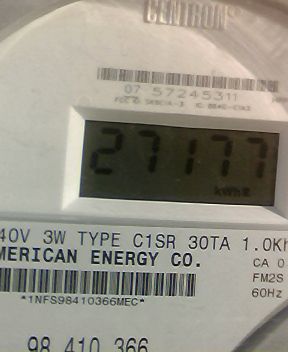 CENTRON®
07 57245311
27177
kWh
40V 3W TYPE C1SR 30TA 1.0Kh
MERICAN ENERGY CO.
CA 0
FM2S
*1NFS98410366MEC*
60Hz
98 410 366